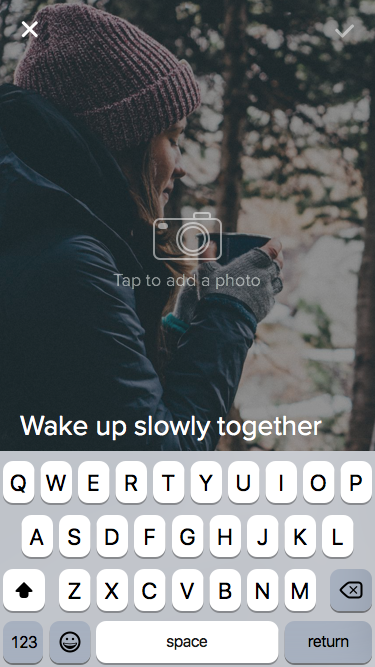 Tap to add a photo
Wake up slowly together
Q W E R T Y U I O P
A S D F G H J K L
Z X C V B N M
123 space return